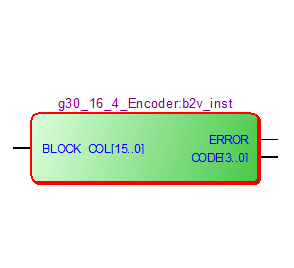 g30_16_4_Encoder:b2v_inst
ERROR
BLOCK_COL[15..0]
CODE[3..0]